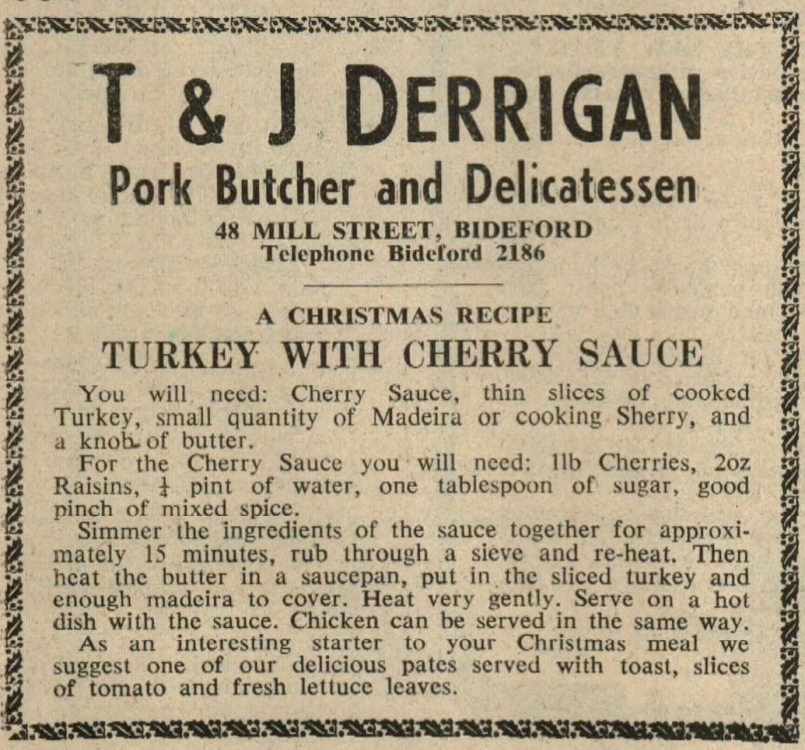 T & J DERRIGAN
Pork Butcher and Delicatessen
48 MILL STREET, BIDEFORD
Telephone Bideford 2186
A CHRISTMAS RECIPE
TURKEY WITH CHERRY SAUCE
You will need: Cherry Sauce, thin slices of cooked
Turkey, small quantity of Madeira or cooking Sherry, and
a knob of butter.
For the Cherry Sauce you will need: 1lb Cherries, 2oz
Raisins, pint of water, one tablespoon of sugar, good
pinch of mixed spice.
Simmer the ingredients of the sauce together for approxi-
mately 15 minutes, rub through a sieve and re-heat. Then
heat the butter in a saucepan, put in the sliced turkey and
enough madeira to cover. Heat very gently. Serve on a hot
dish with the sauce. Chicken can be served in the same way.
As an interesting starter to your Christmas meal we
suggest one of our delicious pates served with toast, slices
of tomato and fresh lettuce leaves.